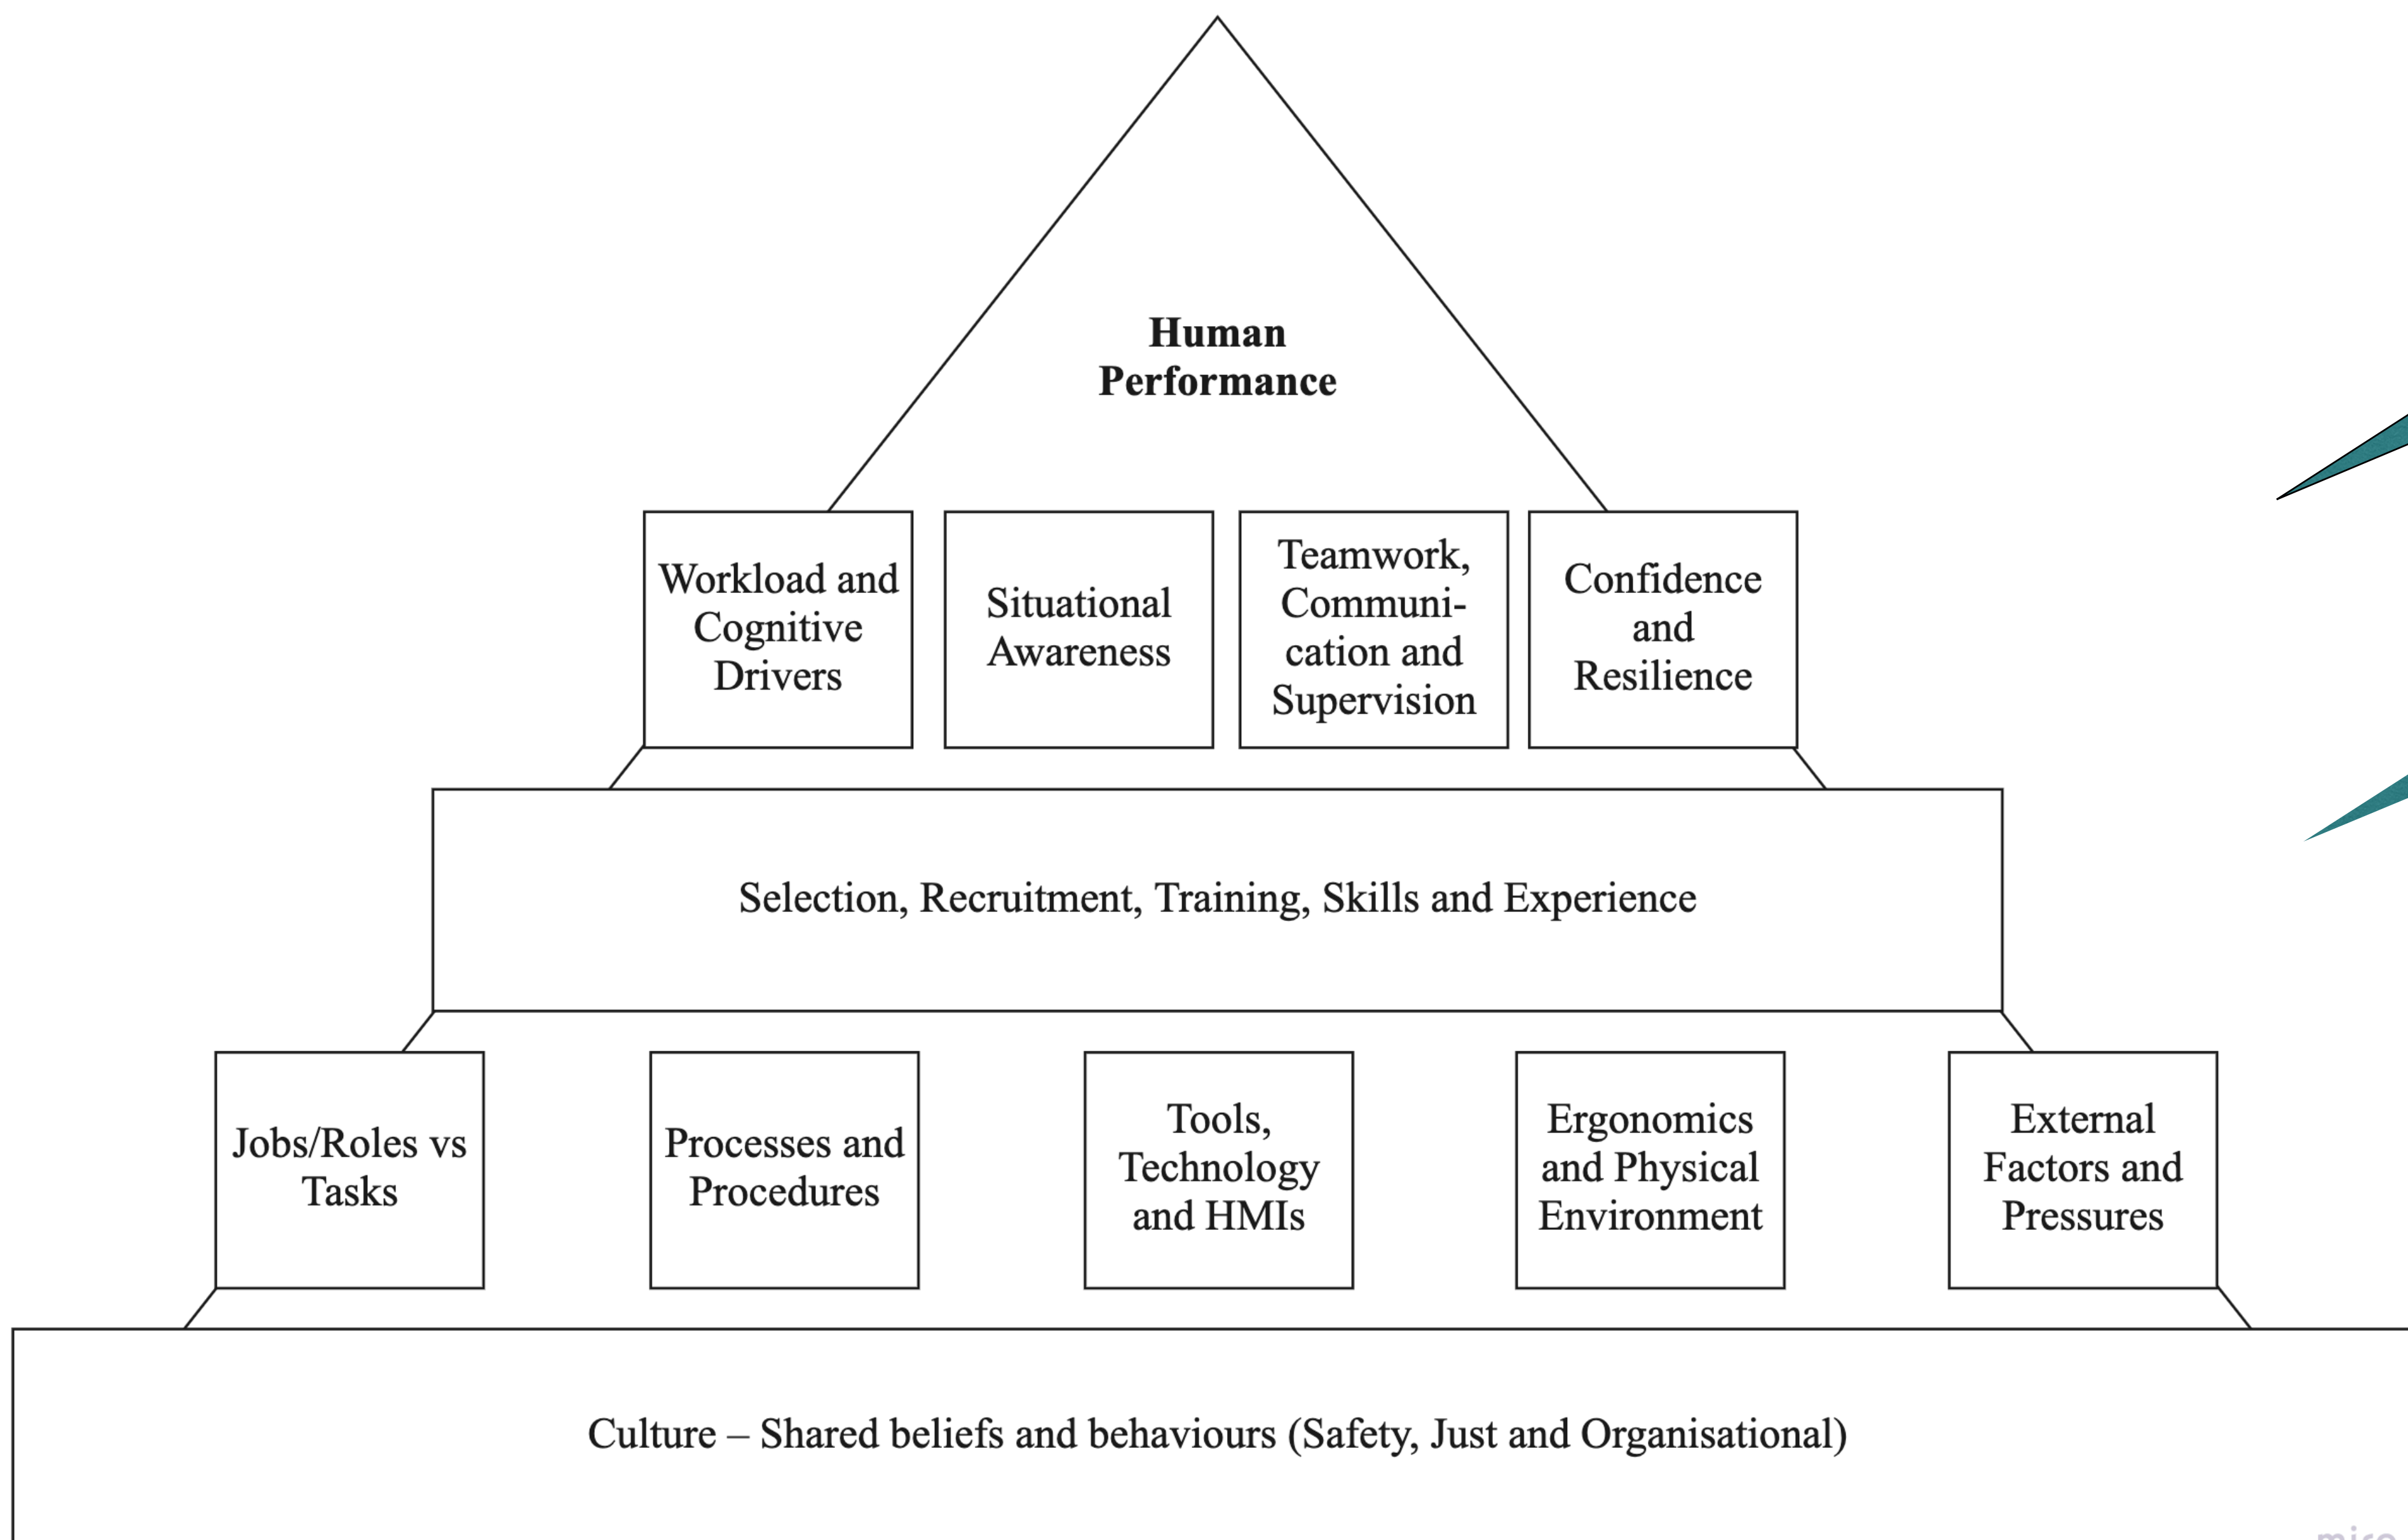 Human
Performance
Workload and
Cognitive
Drivers
Situational
Awareness
Teamwork,
Communi-
cation and
Supervision
Confidence
and
Resilience
Selection, Recruitment, Training, Skills and Experience
Jobs/Roles vs
Tasks
Processes and
Procedures
Tools,
Technology
and HMIs
Ergonomics
and Physical
Environment
External
Factors and
Pressures
Culture – Shared beliefs and behaviours (Safety, Just and Organisational)